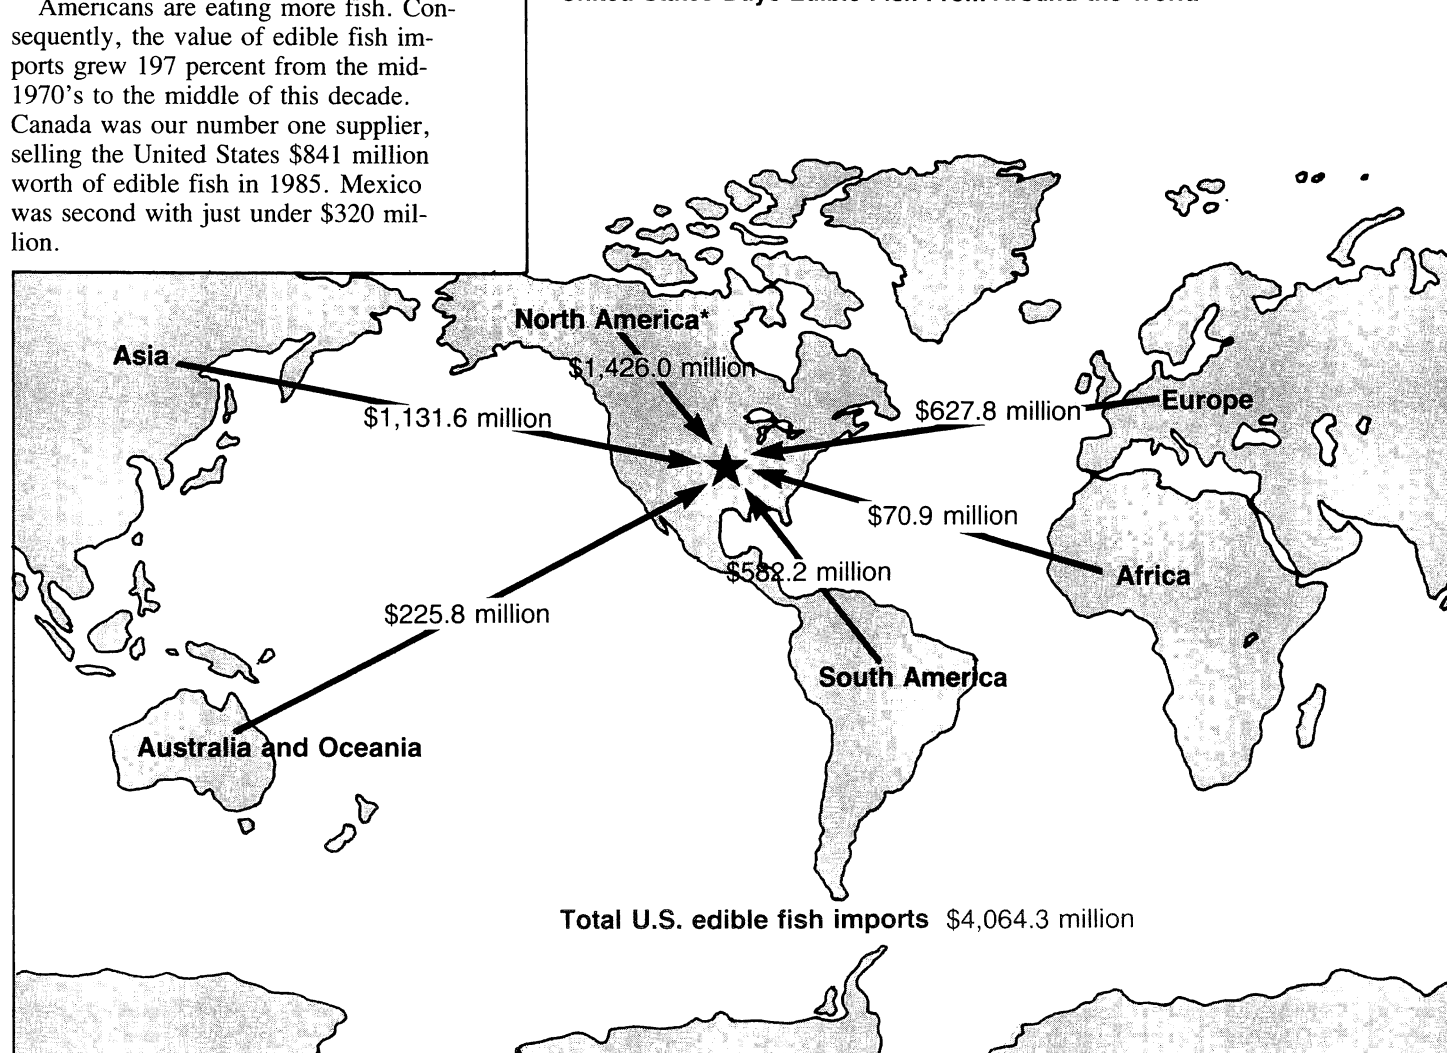 Americans are eating more fish. Con-
sequently, the value of edible fish im-
ports grew 197 percent from the mid-
1970's to the middle of this decade.
Canada was our number one supplier,
selling the United States $841 million
worth of edible fish in 1985. Mexico
was second with just under $320 mil-
lion.
North America*
$1,426.0 million
Asia
$1,131.6 million
$627.8 million
Europe
$70.9 million
Africa
$582.2 million
$225.8 million
South America
Australia and Oceania
Total U.S. edible fish imports $4,064.3 million